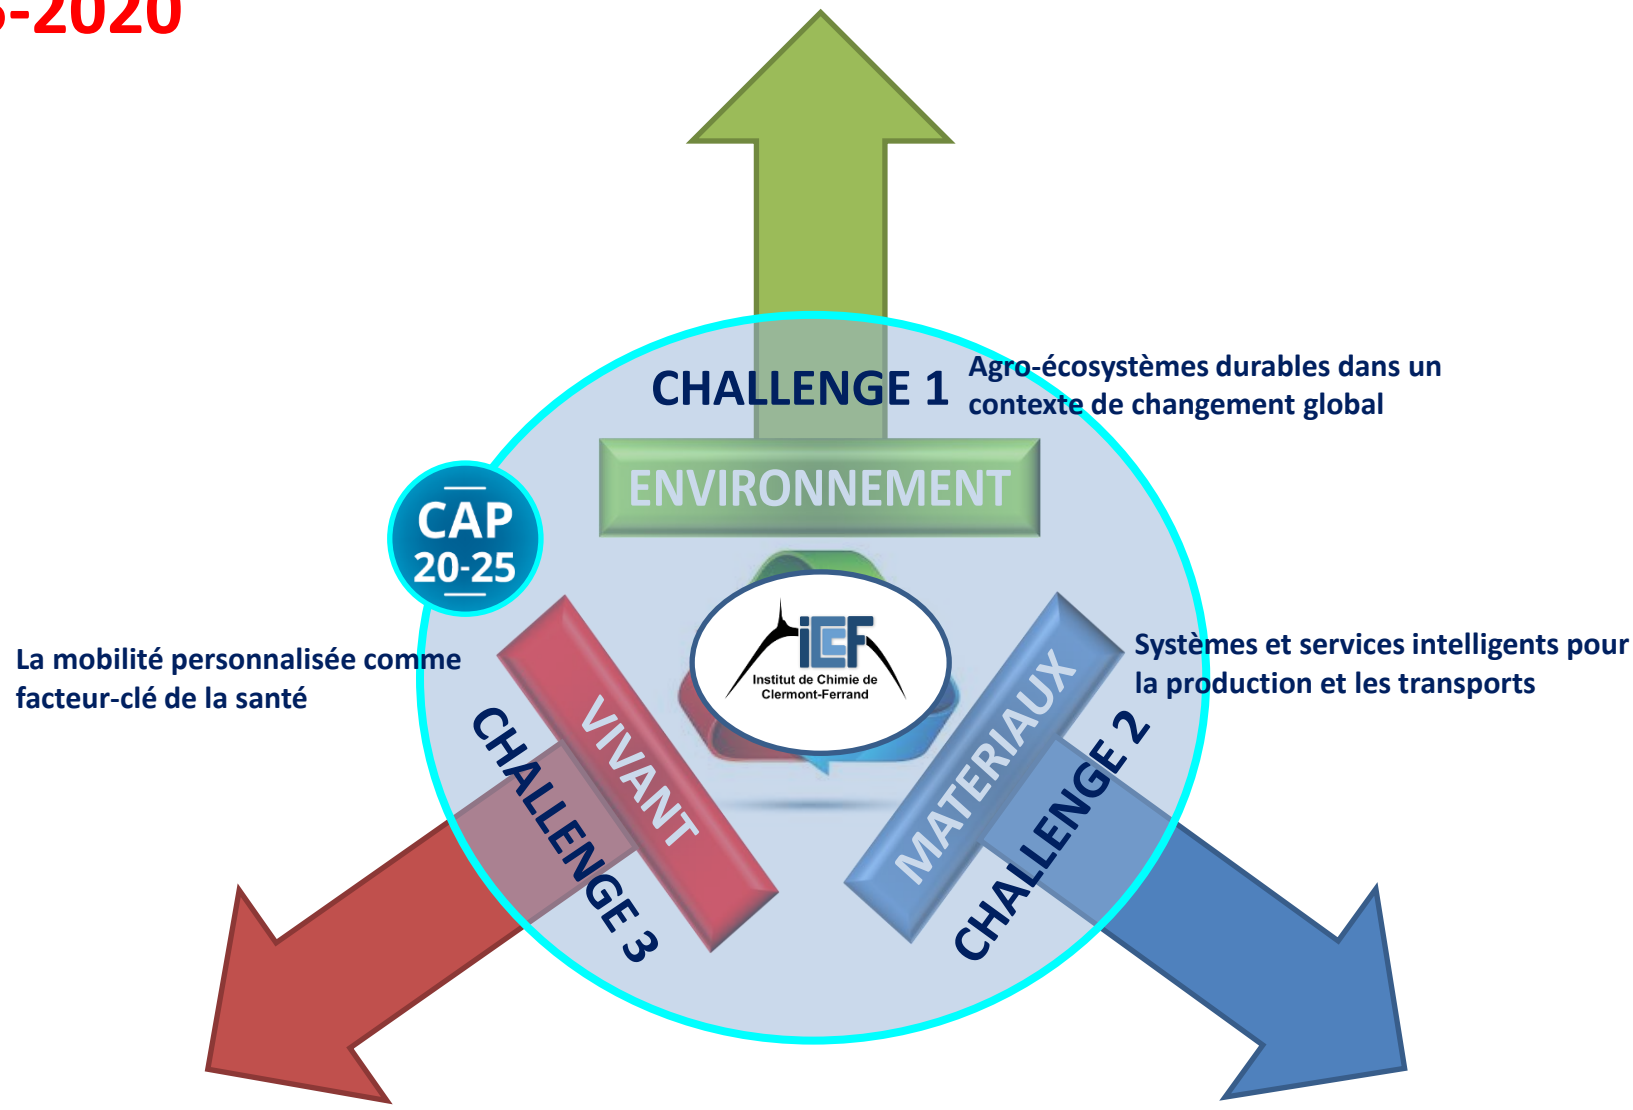 -2020
CHALLENGE 1
Agro-écosystèmes durables dans un
contexte de changement global
ENVIRONNEMENT
CAP
20-25
iCCF
Institut de Chimie de
Clermont-Ferrand
La mobilité personnalisée comme
facteur-clé de la santé
Systèmes et services intelligents pour
la production et les transports
VIVANT
CHALLENGE 3
MATERIAUX
CHALLENGE 2